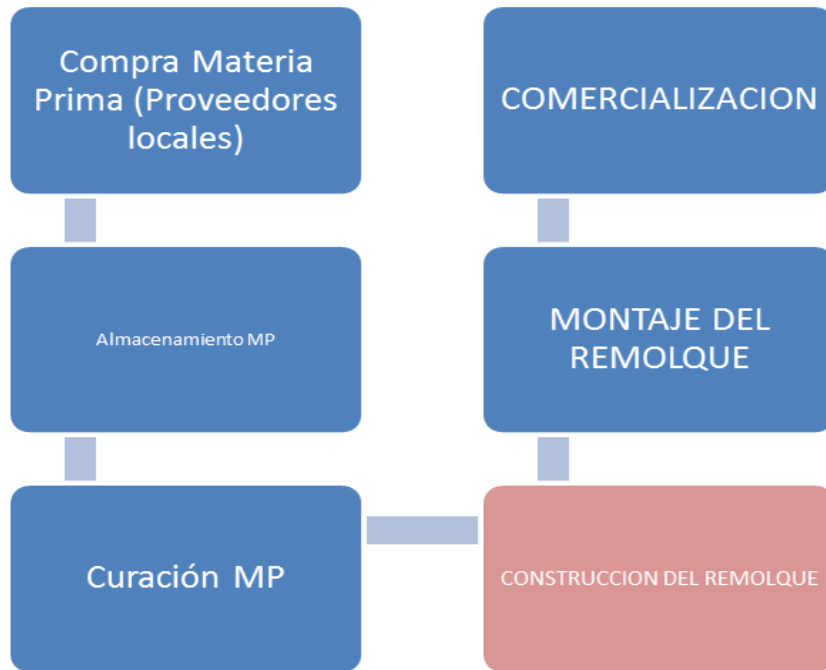 Compra Materia
Prima (Proveedores
locales)
Almacenamiento MP
Curación MP
CONSTRUCCION DEL REMOLQUE
MONTAJE DEL
REMOLQUE
COMERCIALIZACION